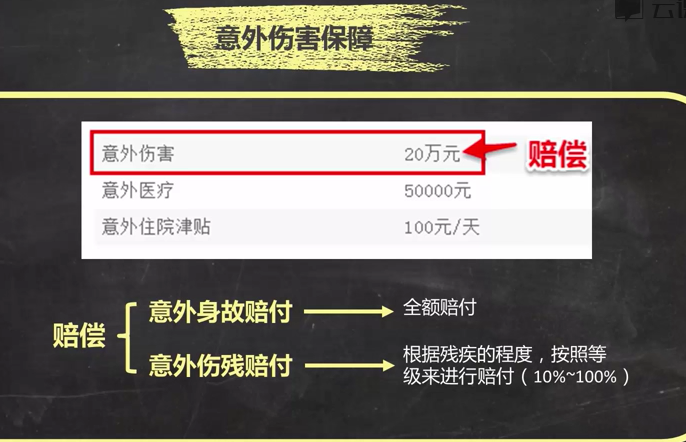 云课
意外伤害保障
意外伤害 20万元 赔偿
意外医疗 50000元
意外住院津贴 100元/天
赔偿
意外身故赔付 全额赔付
意外伤残赔付 根据残疾的程度，按照等
级来进行赔付（10%~100%）